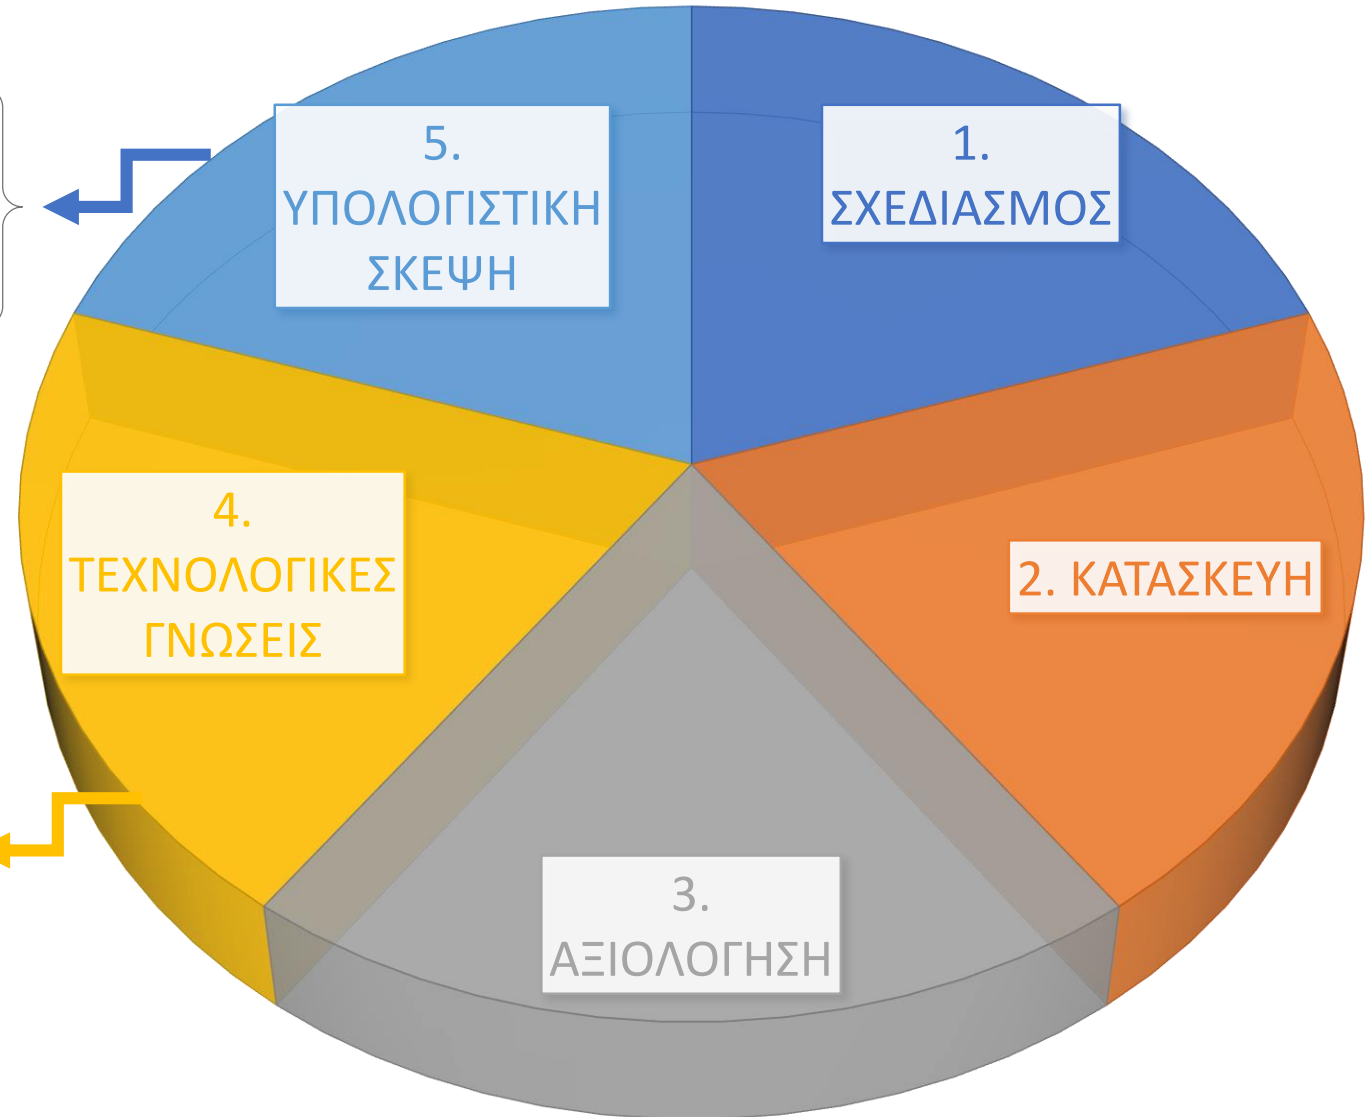 1.
ΣΧΕΔΙΑΣΜΟΣ
2. ΚΑΤΑΣΚΕΥΗ
3.
ΑΞΙΟΛΟΓΗΣΗ
4.
ΤΕΧΝΟΛΟΓΙΚΕΣ
ΓΝΩΣΕΙΣ
5.
ΥΠΟΛΟΓΙΣΤΙΚΗ
ΣΚΕΨΗ